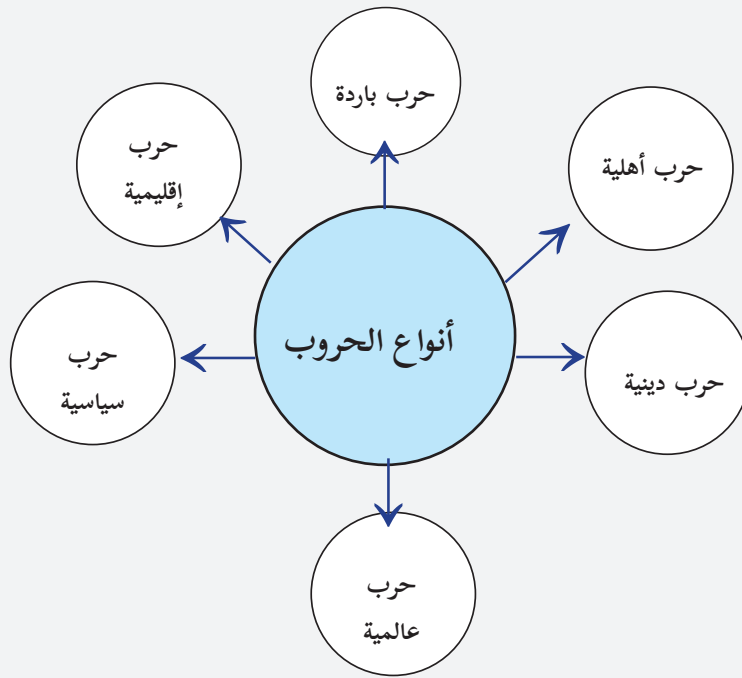 حرب باردة
حرب أهلية
حرب
إقليمية
أنواع الحروب
حرب دينية
حرب
سياسية
حرب
عالمية